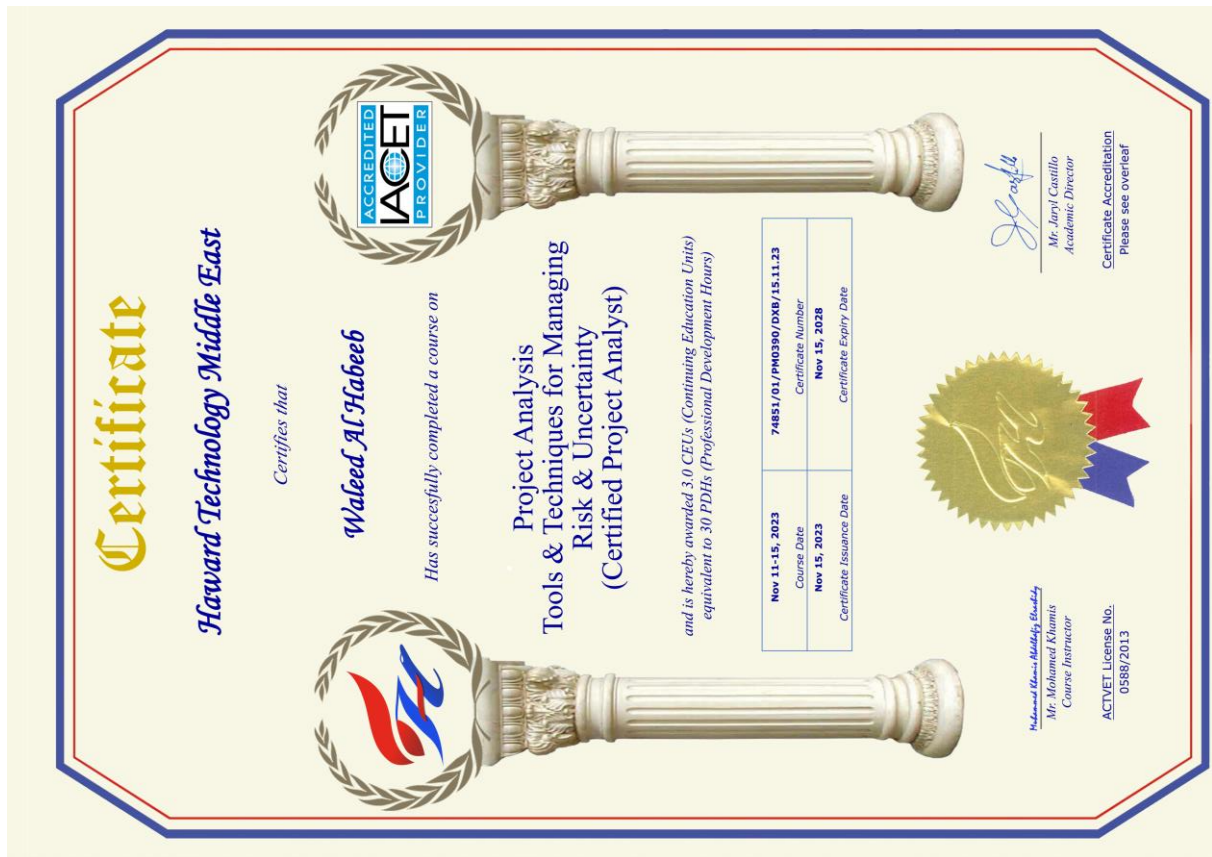 Certificate
Haward Technology Middle East
Certifies that
Waleed Al Habeeb
Has succesfully completed a course on
Project Analysis
Tools & Techniques for Managing
Risk & Uncertainty
(Certified Project Analyst)
and is hereby awarded 3.0 CEUs (Continuing Education Units)
equivalent to 30 PDHs (Professional Development Hours)
Nov 11-15, 2023 74851/01/PM0390/DXB/15.11.23
Course Date Certificate Number
Nov 15, 2023 Nov 15, 2028
Certificate Issuance Date Certificate Expiry Date
ACCREDITED
IACET
PROVIDER
Mr. Mohamed Khamis
Course Instructor
ACTVET License No.
0588/2013
Mr. Jaryl Castillo
Academic Director
Certificate Accreditation
Please see overleaf